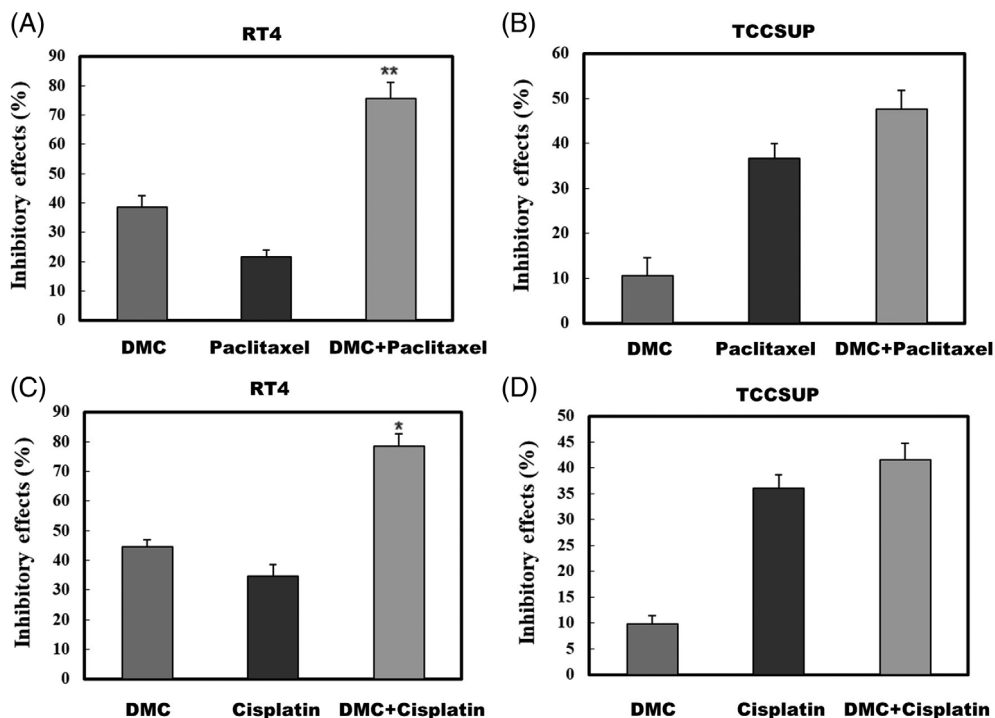 (A)
RT4
Inhibitory effects (%)
90
80
70
60
50
40
30
20
10
0
**
DMC Paclitaxel DMC+Paclitaxel
(B)
TCCSUP
Inhibitory effects (%)
60
50
40
30
20
10
0
DMC Paclitaxel DMC+Paclitaxel
(C)
RT4
Inhibitory effects (%)
90
80
70
60
50
40
30
20
10
0
*
DMC Cisplatin DMC+Cisplatin
(D)
TCCSUP
Inhibitory effects (%)
50
45
40
35
30
25
20
15
10
5
0
DMC Cisplatin DMC+Cisplatin